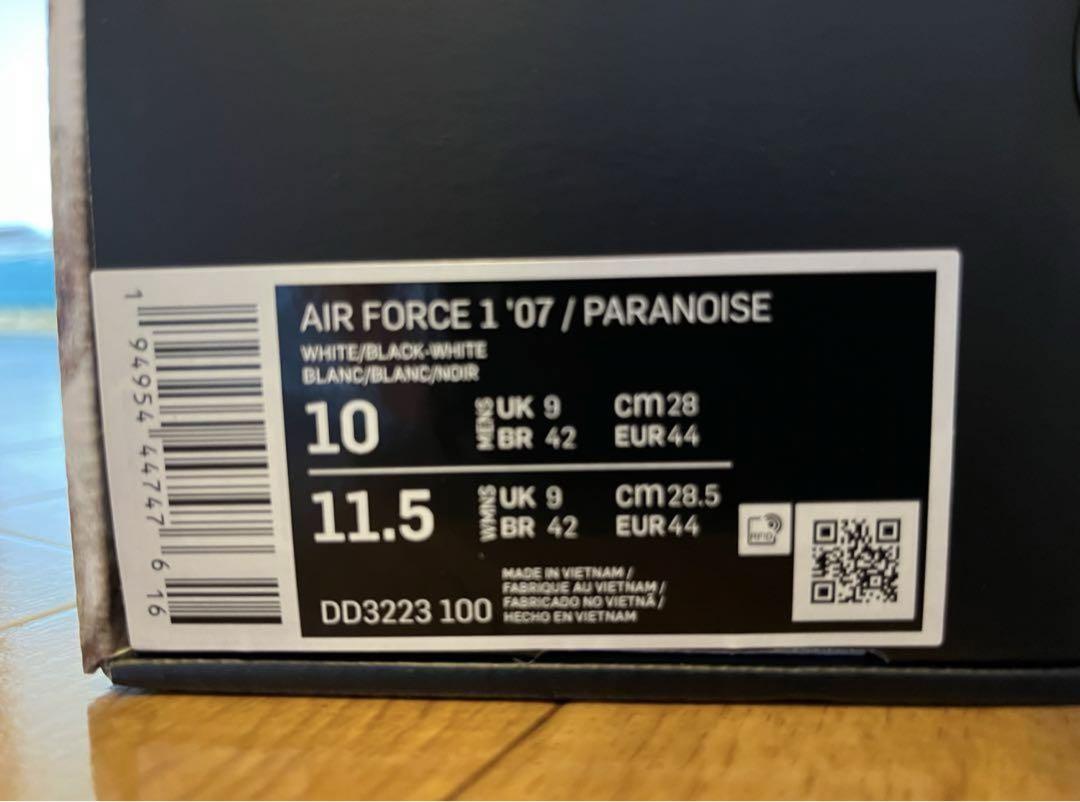 AIR FORCE 1 '07 / PARANOISE
WHITE/BLACK-WHITE
BLANC/BLANC/NOIR
10 MENS UK 9 cm 28
BR 42 EUR 44
11.5 WMNS UK 9 cm 28.5
BR 42 EUR 44
RFID
MADE IN VIETNAM /
FABRIQUE AU VIETNAM /
FABRICADO NO VIETNÃ /
HECHO EN VIETNAM
DD3223 100
1 94954 44747 6 16